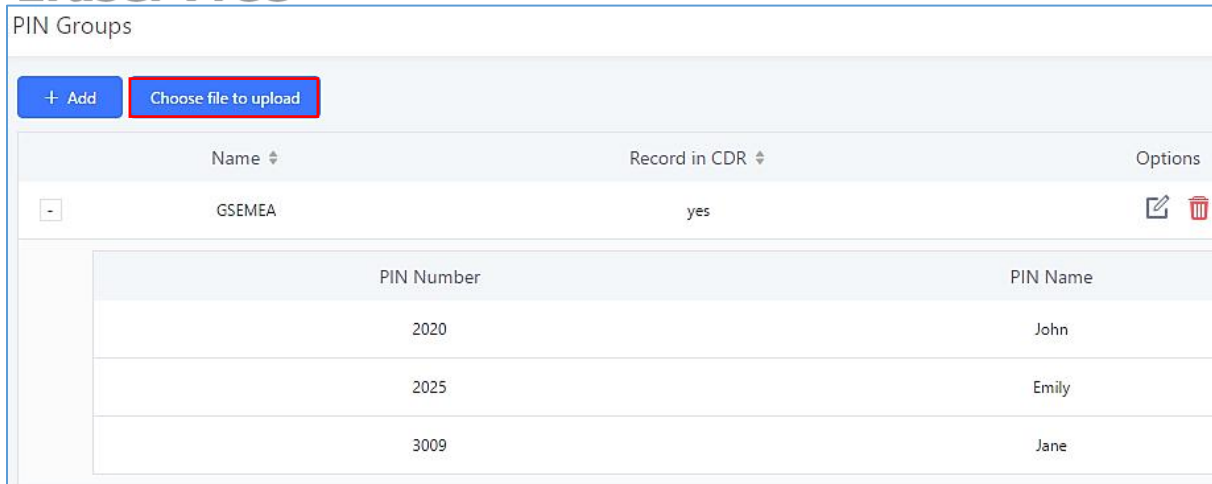 PIN Groups
+ Add Choose file to upload
Name Record in CDR Options
- GSEMEA yes
PIN Number PIN Name
2020 John
2025 Emily
3009 Jane